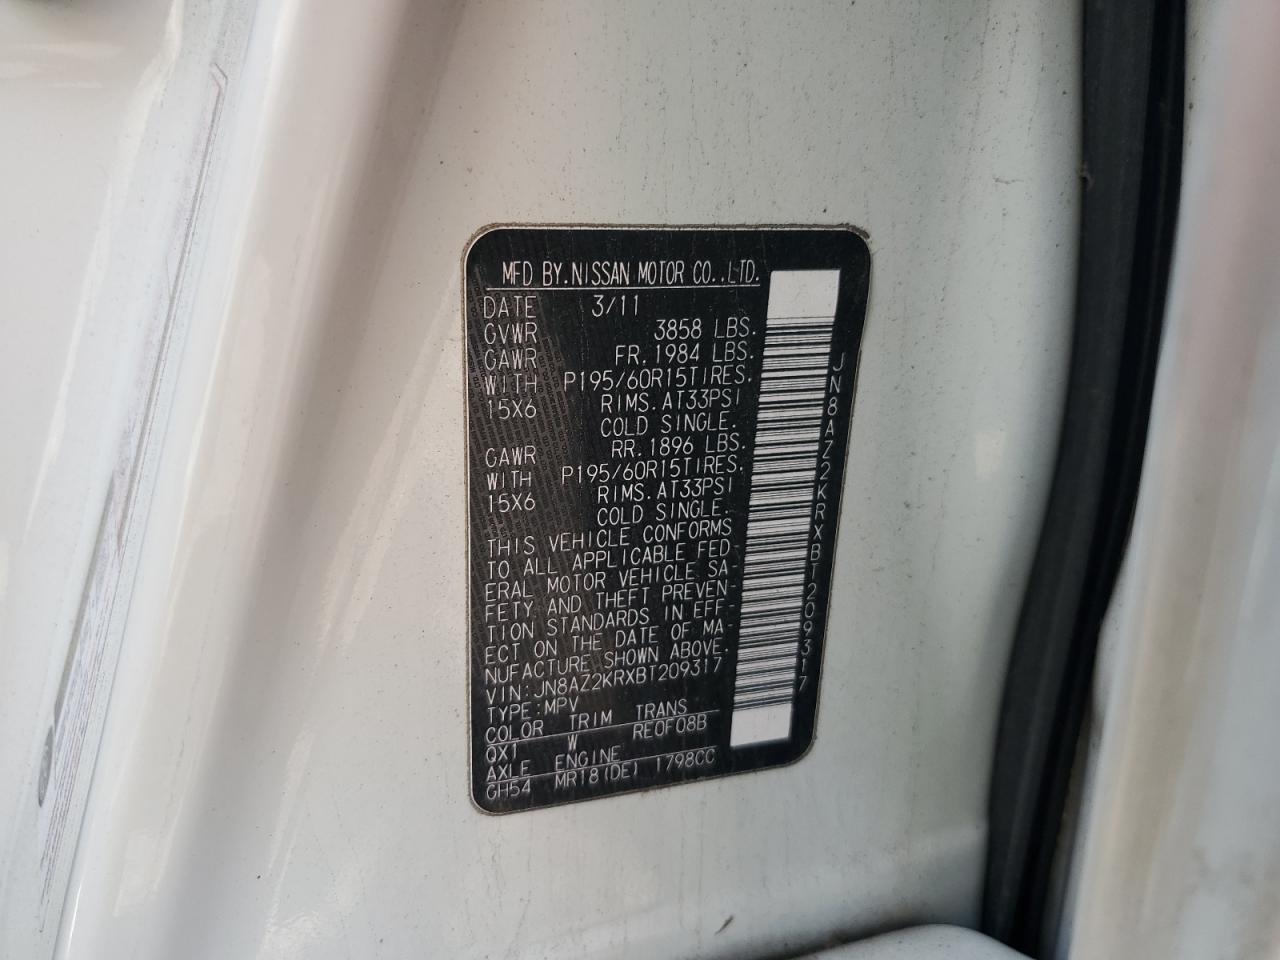 MFD BY.NISSAN MOTOR CO.,LTD.
DATE 3/11
GVWR 3858 LBS.
GAWR FR.1984 LBS.
WITH P195/60R15TIRES.
15X6 RIMS.AT33PSI
COLD SINGLE.
GAWR RR.1896 LBS.
WITH P195/60R15TIRES.
15X6 RIMS.AT33PSI
COLD SINGLE.
THIS VEHICLE CONFORMS
TO ALL APPLICABLE FED-
ERAL MOTOR VEHICLE SA-
FETY AND THEFT PREVEN-
TION STANDARDS IN EFF-
ECT ON THE DATE OF MA-
NUFACTURE SHOWN ABOVE.
VIN:JN8AZ2KRXBT209317
TYPE:MPV
COLOR TRIM TRANS
QX1 W RE0F08B
AXLE ENGINE
GH54 MR18(DE) 1798CC
JN8AZ2KRXBT209317